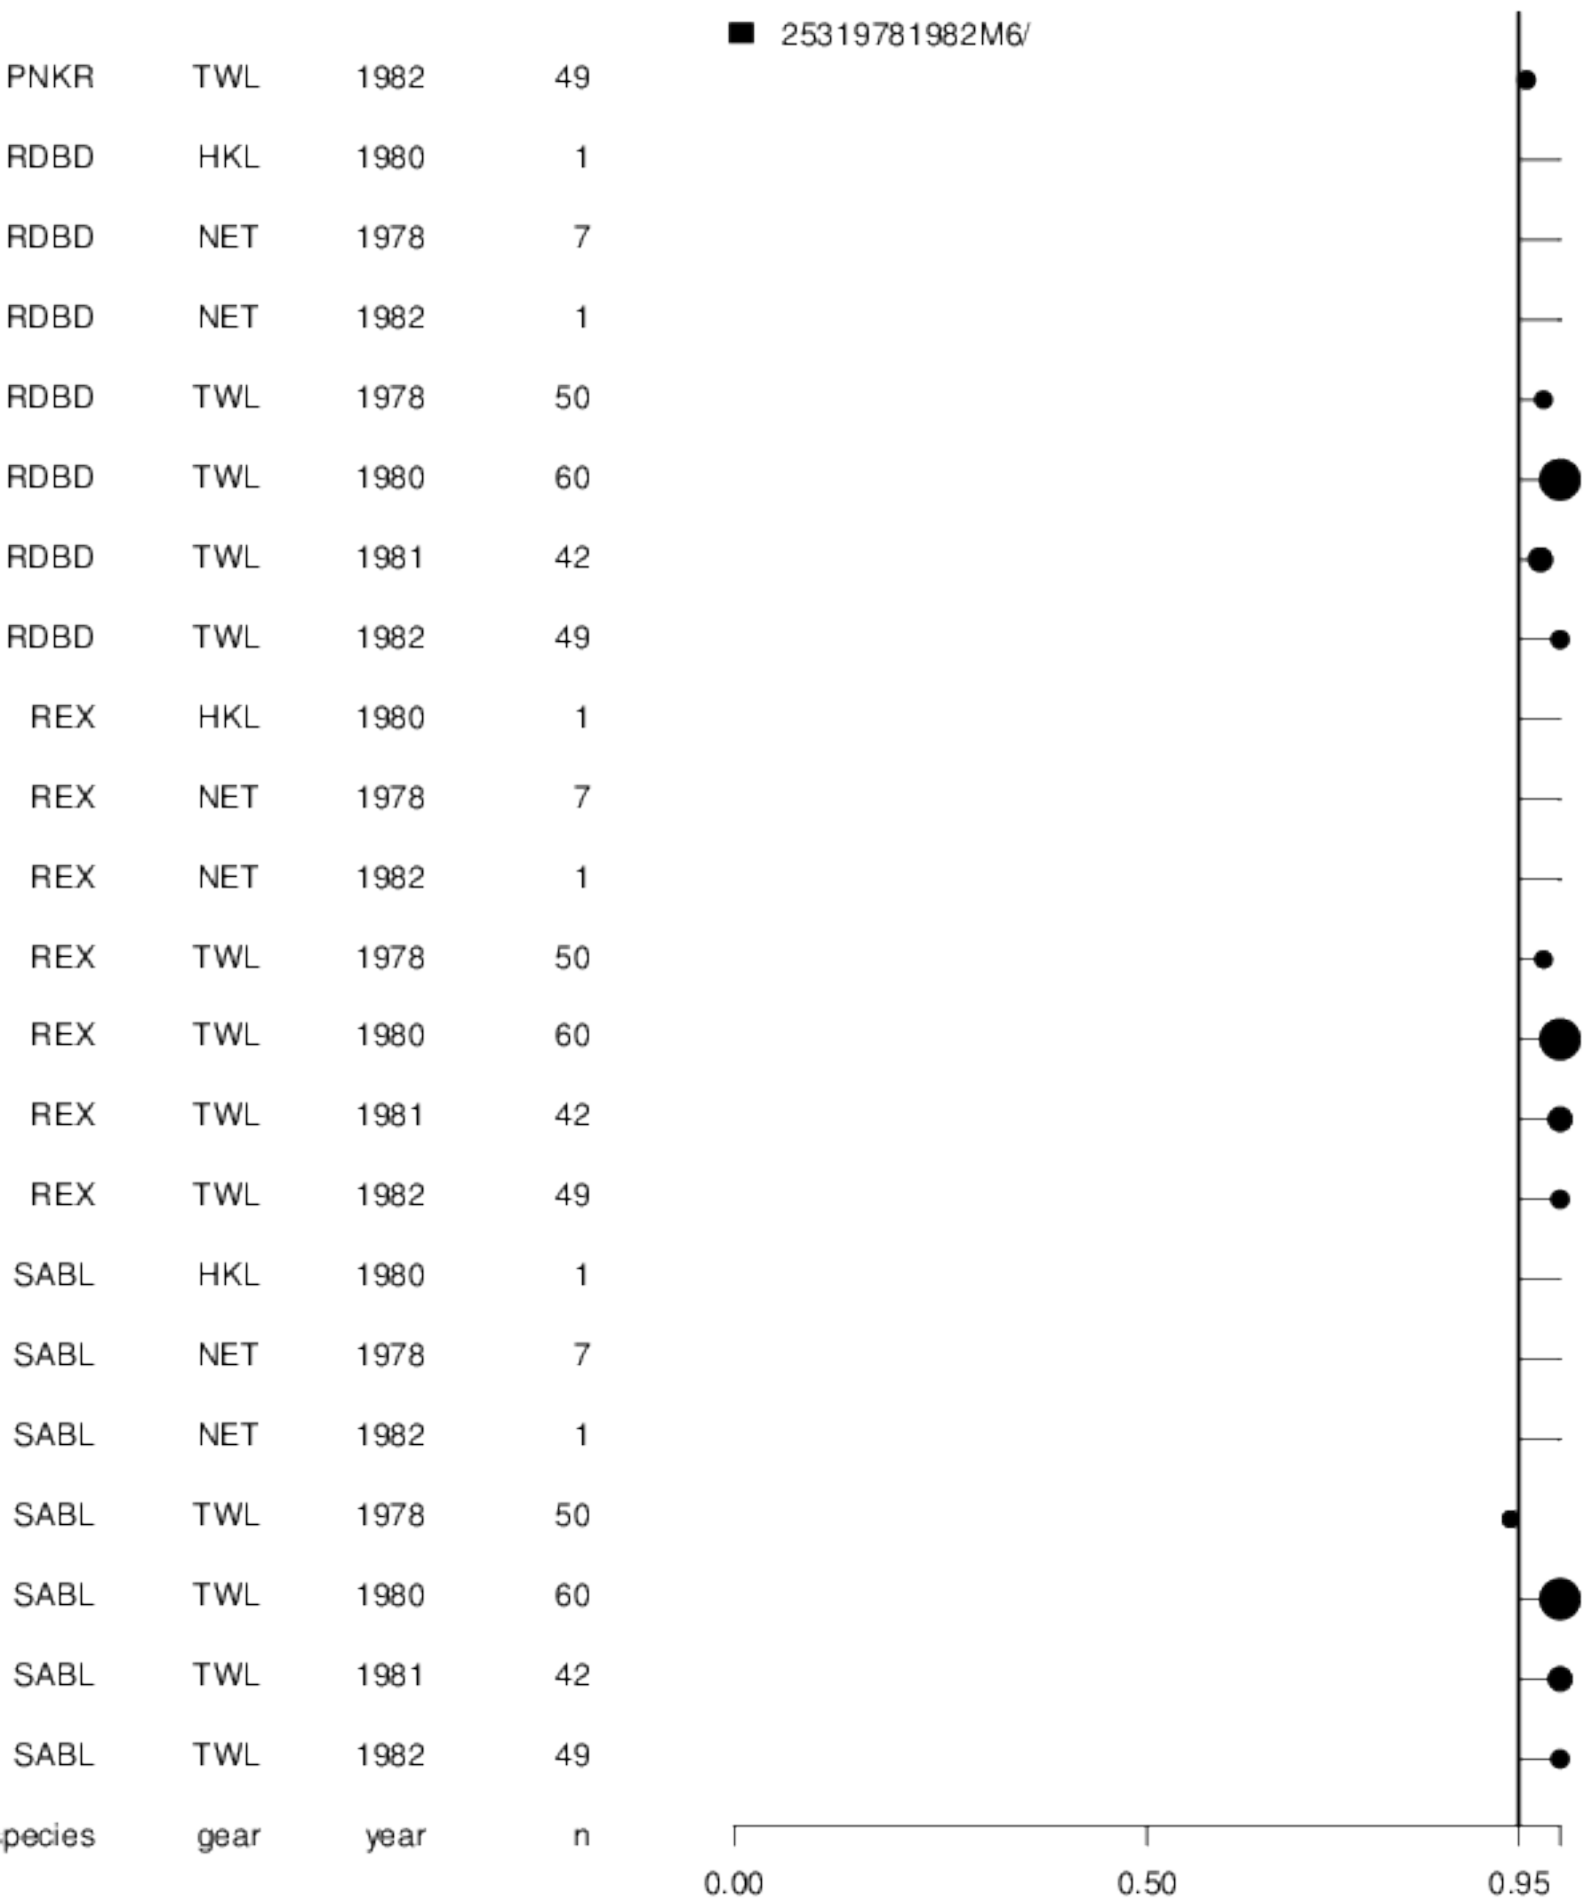 25319781982M6/
PNKR TWL 1982 49
RDBD HKL 1980 1
RDBD NET 1978 7
RDBD NET 1982 1
RDBD TWL 1978 50
RDBD TWL 1980 60
RDBD TWL 1981 42
RDBD TWL 1982 49
REX HKL 1980 1
REX NET 1978 7
REX NET 1982 1
REX TWL 1978 50
REX TWL 1980 60
REX TWL 1981 42
REX TWL 1982 49
SABL HKL 1980 1
SABL NET 1978 7
SABL NET 1982 1
SABL TWL 1978 50
SABL TWL 1980 60
SABL TWL 1981 42
SABL TWL 1982 49
pecies gear year n
0.00 0.50 0.95